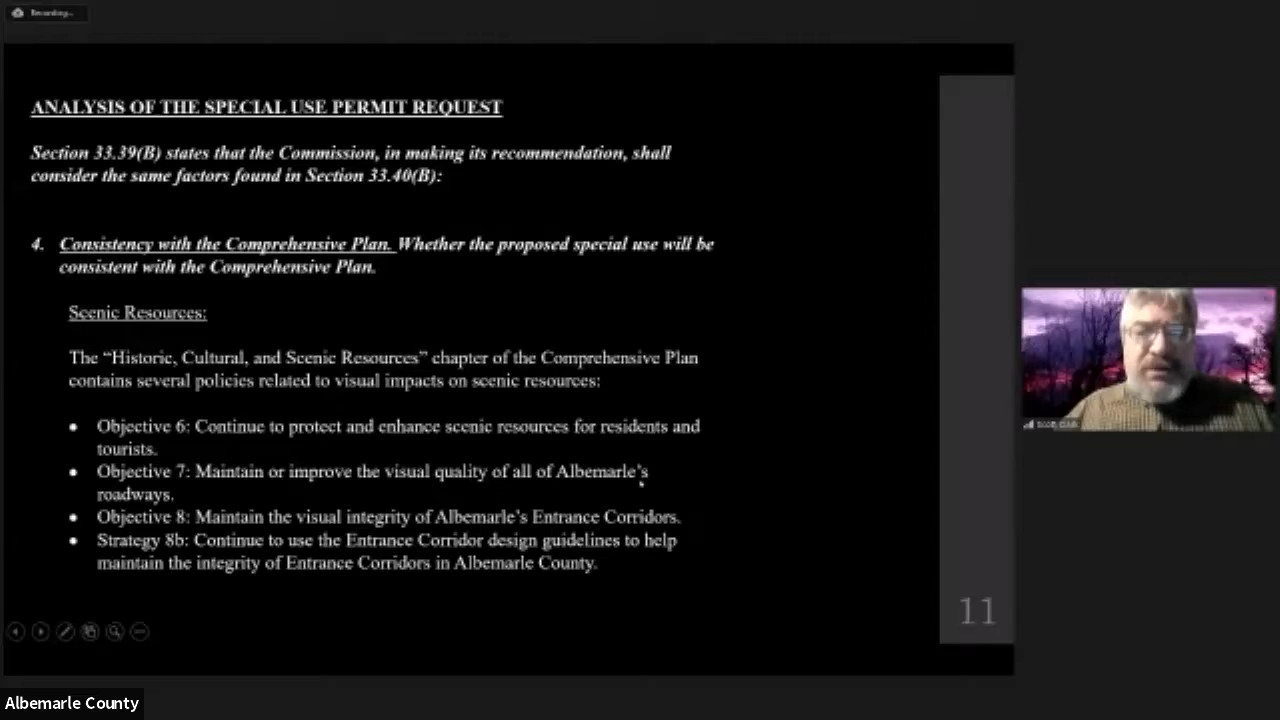 Recording...
ANALYSIS OF THE SPECIAL USE PERMIT REQUEST
Section 33.39(B) states that the Commission, in making its recommendation, shall
consider the same factors found in Section 33.40(B):
4. Consistency with the Comprehensive Plan. Whether the proposed special use will be
consistent with the Comprehensive Plan.
Scenic Resources:
The “Historic, Cultural, and Scenic Resources” chapter of the Comprehensive Plan
contains several policies related to visual impacts on scenic resources:
• Objective 6: Continue to protect and enhance scenic resources for residents and
tourists.
• Objective 7: Maintain or improve the visual quality of all of Albemarle’s
roadways.
• Objective 8: Maintain the visual integrity of Albemarle’s Entrance Corridors.
• Strategy 8b: Continue to use the Entrance Corridor design guidelines to help
maintain the integrity of Entrance Corridors in Albemarle County.
11
Albemarle County